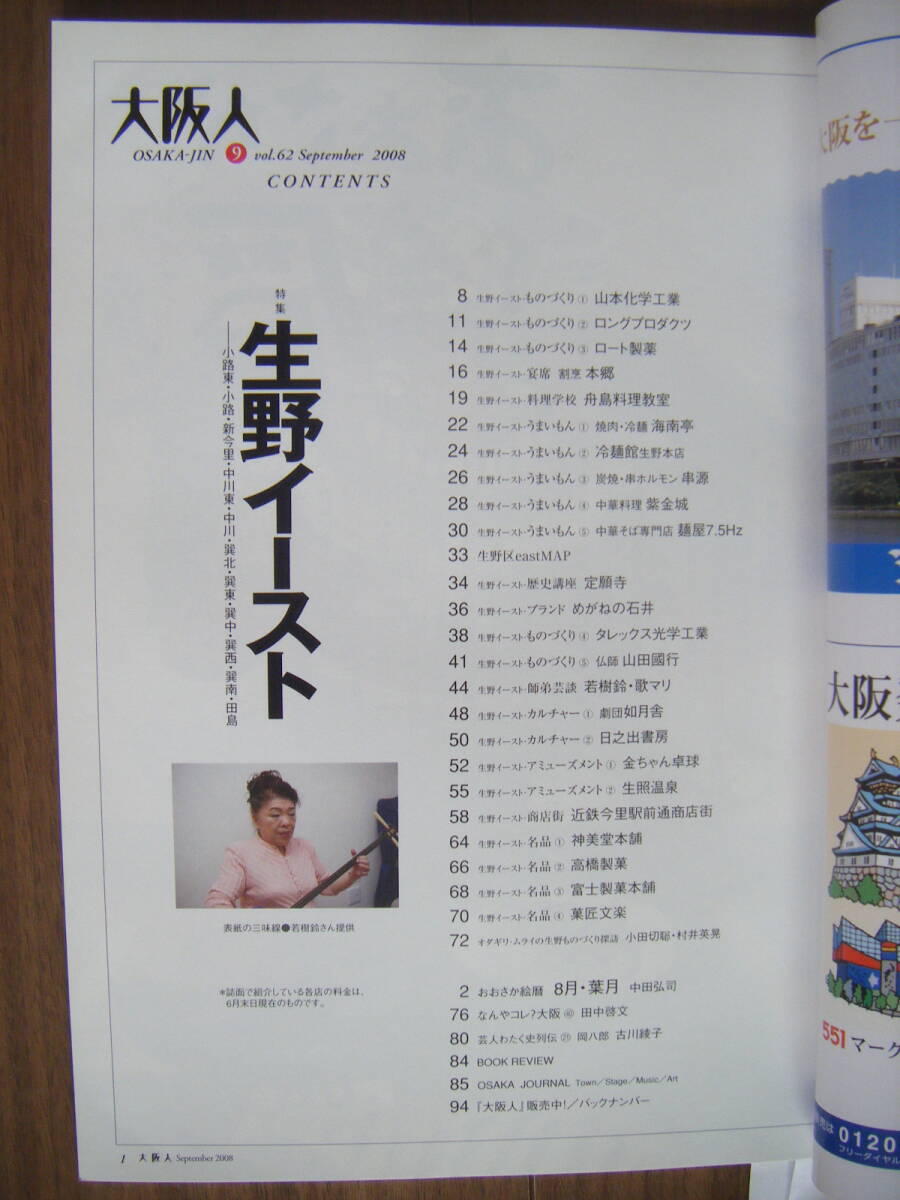 大阪人
OSAKA-JIN 9 vol.62 September 2008
CONTENTS
特集
生野イースト
──小路東・小路・新今里・中川東・中川・巽北・巽東・巽中・巽西・巽南・田島
8 生野イースト・ものづくり① 山本化学工業
11 生野イースト・ものづくり② ロングプロダクツ
14 生野イースト・ものづくり③ ロート製薬
16 生野イースト・宴席 割烹 本郷
19 生野イースト・料理学校 舟島料理教室
22 生野イースト・うまいもん① 焼肉・冷麺 海南亭
24 生野イースト・うまいもん② 冷麺館生野本店
26 生野イースト・うまいもん③ 炭焼・串ホルモン 串源
28 生野イースト・うまいもん④ 中華料理 紫金城
30 生野イースト・うまいもん⑤ 中華そば専門店 麺屋7.5Hz
33 生野区eastMAP
34 生野イースト・歴史講座 定願寺
36 生野イースト・ブランド めがねの石井
38 生野イースト・ものづくり④ タレックス光学工業
41 生野イースト・ものづくり⑤ 仏師 山田國行
44 生野イースト・師弟芸談 若樹鈴・歌マリ
48 生野イースト・カルチャー① 劇団如月舎
50 生野イースト・カルチャー② 日之出書房
52 生野イースト・アミューズメント① 金ちゃん卓球
55 生野イースト・アミューズメント② 生照温泉
58 生野イースト・商店街 近鉄今里駅前通商店街
64 生野イースト・名品① 神美堂本舗
66 生野イースト・名品② 高橋製菓
68 生野イースト・名品③ 富士製菓本舗
70 生野イースト・名品④ 菓匠文楽
72 オダギリ・ムライの生野ものづくり探訪 小田切聡・村井英晃
表紙の三味線●若樹鈴さん提供
＊誌面で紹介している各店の料金は、
6月末日現在のものです。
2 おおさか絵暦 8月・葉月 中田弘司
76 なんやコレ?大阪㊵ 田中啓文
80 芸人わたく史列伝㉑ 岡八郎 古川綾子
84 BOOK REVIEW
85 OSAKA JOURNAL Town／Stage／Music／Art
94 『大阪人』販売中!／バックナンバー
1 大阪人 September 2008
大阪を一
大阪
551 マーク
0120
フリーダイヤル